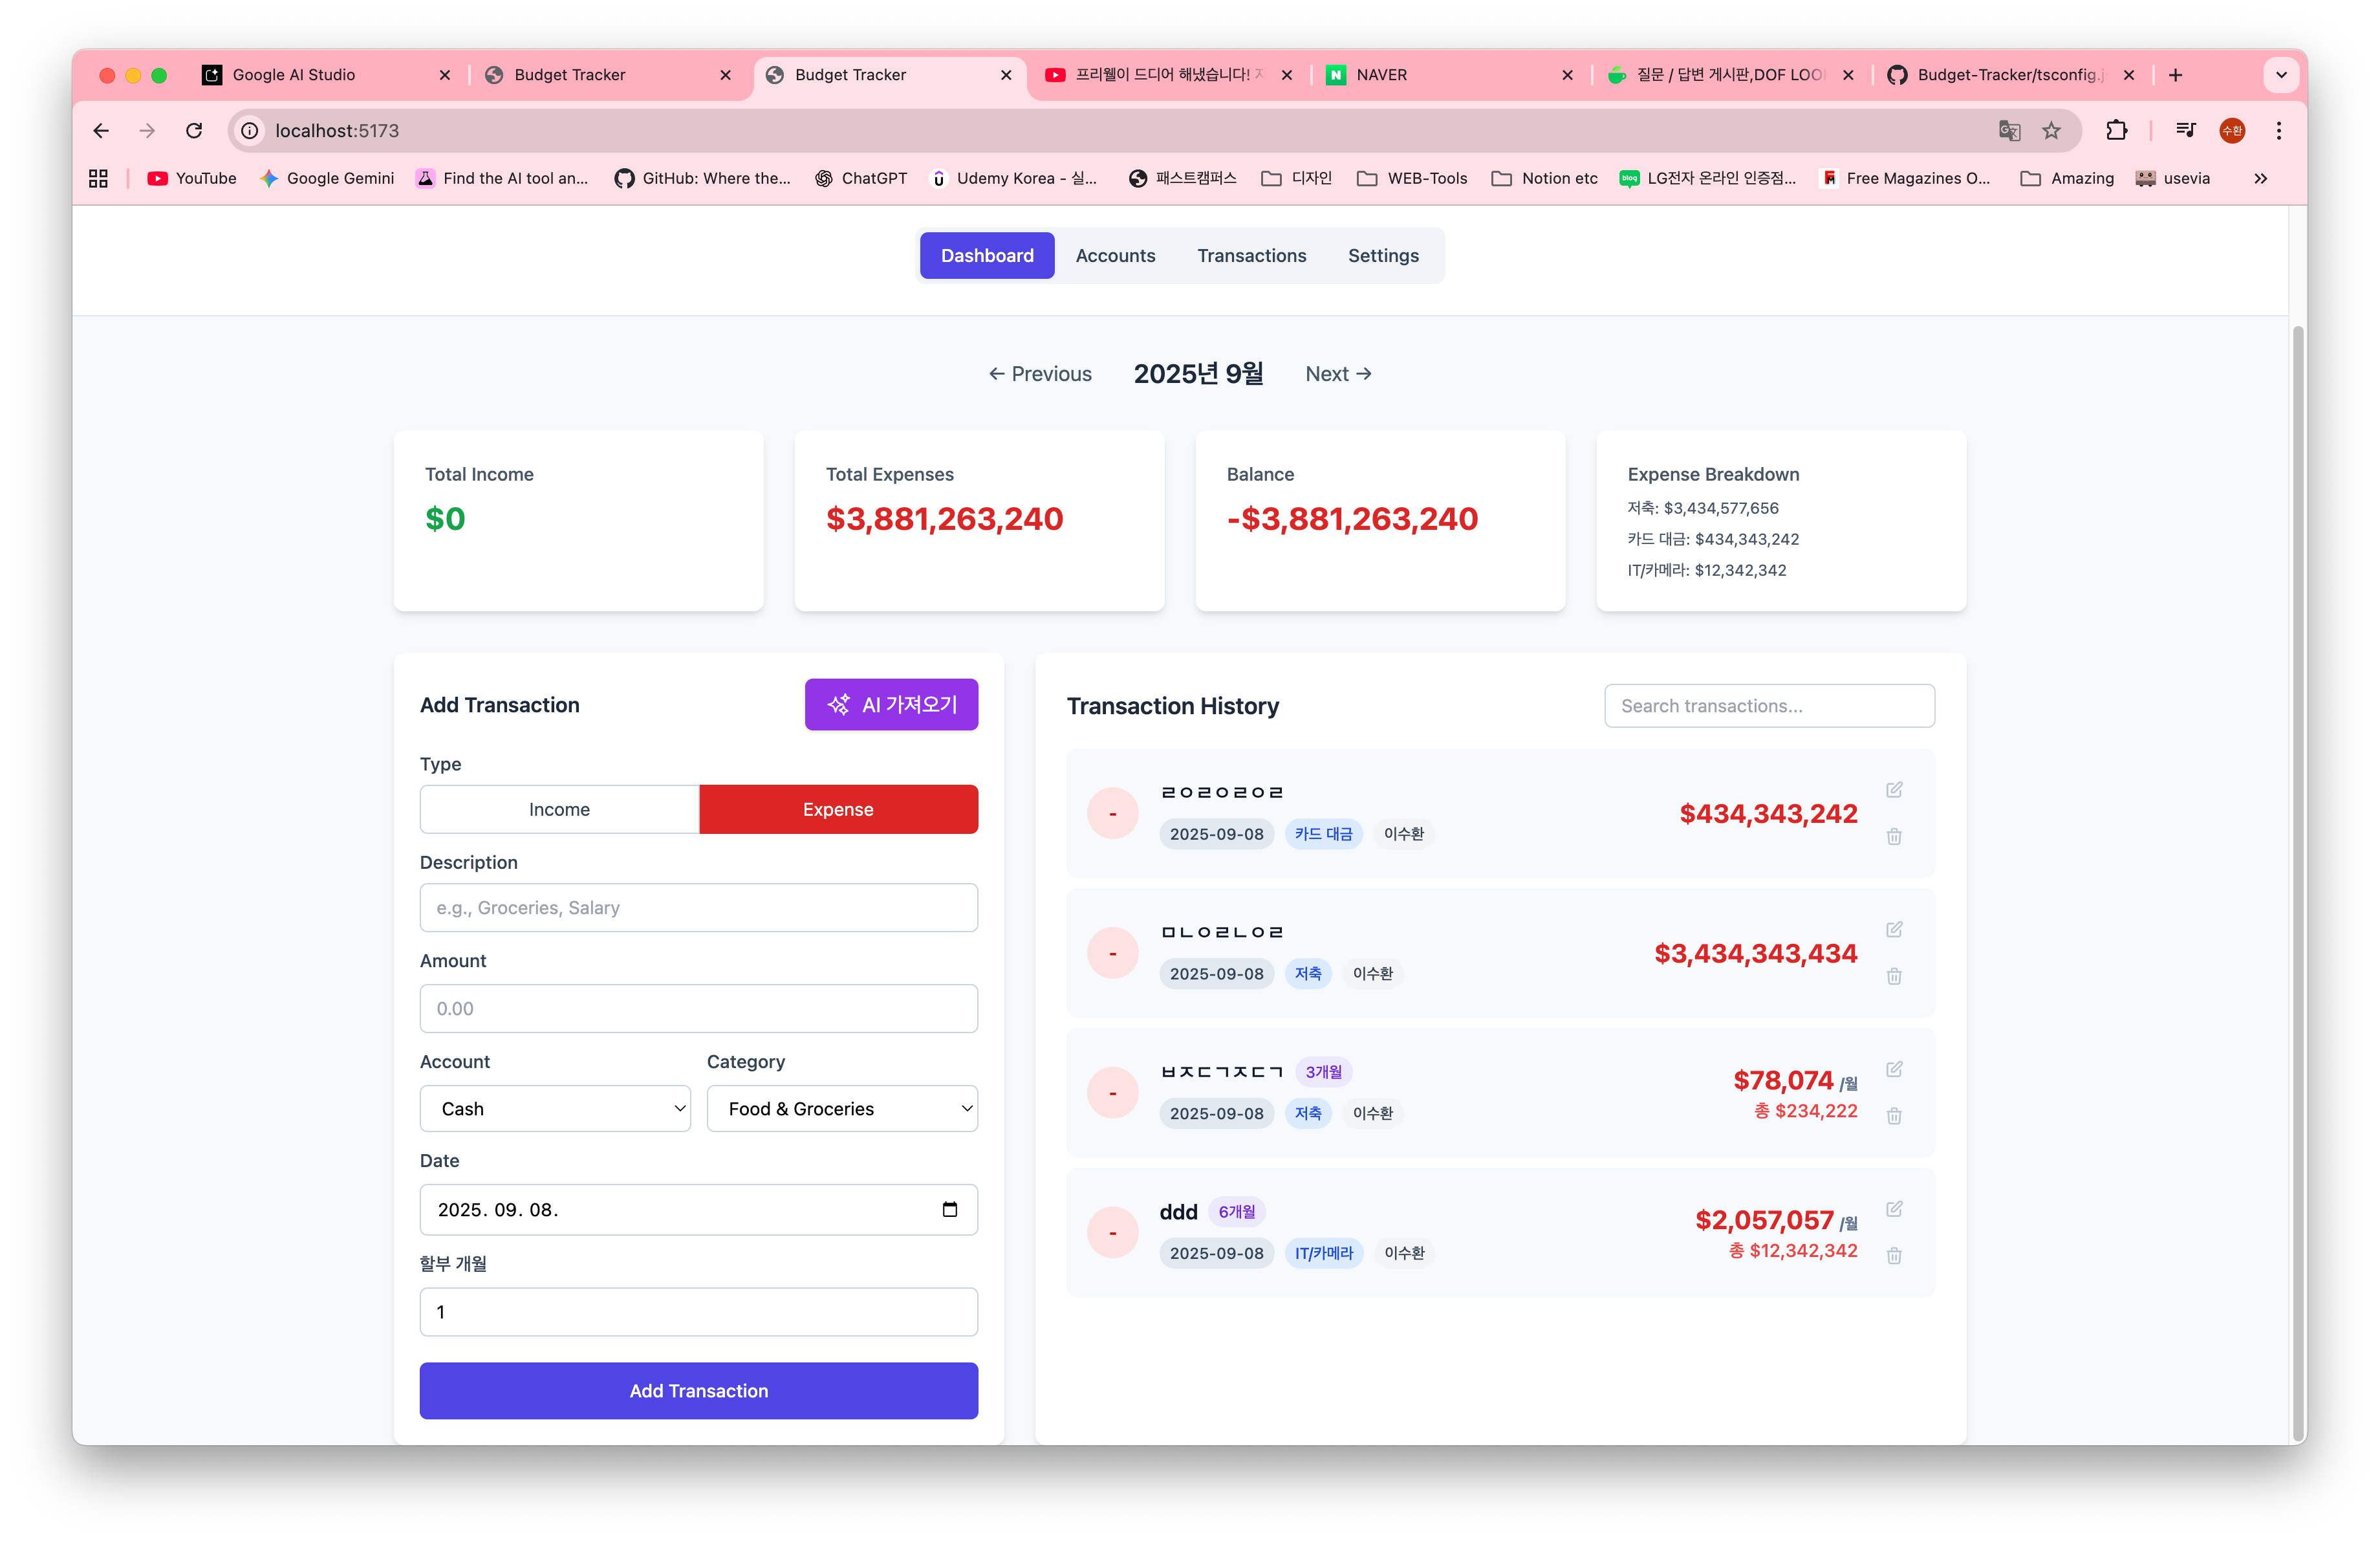 Google AI Studio
Budget Tracker
Budget Tracker
프리웰이 드디어 해냈습니다!
NAVER
질문 / 답변 게시판,DOF LOO
Budget-Tracker/tsconfig.j
localhost:5173
수환
YouTube
Google Gemini
Find the AI tool an...
GitHub: Where the...
ChatGPT
Udemy Korea - 실...
패스트캠퍼스
디자인
WEB-Tools
Notion etc
blog
LG전자 온라인 인증점...
Free Magazines O...
Amazing
usevia
Dashboard
Accounts
Transactions
Settings
← Previous
2025년 9월
Next →
Total Income
$0
Total Expenses
$3,881,263,240
Balance
-$3,881,263,240
Expense Breakdown
저축: $3,434,577,656
카드 대금: $434,343,242
IT/카메라: $12,342,342
Add Transaction
AI 가져오기
Type
Income
Expense
Description
e.g., Groceries, Salary
Amount
0.00
Account
Category
Cash
Food & Groceries
Date
2025. 09. 08.
할부 개월
1
Add Transaction
Transaction History
Search transactions...
-
ㄹㅇㄹㅇㄹㅇㄹ
2025-09-08 카드 대금 이수환
$434,343,242
-
ㅁㄴㅇㄹㄴㅇㄹ
2025-09-08 저축 이수환
$3,434,343,434
-
ㅂㅈㄷㄱㅈㄷㄱ 3개월
2025-09-08 저축 이수환
$78,074 /월
총 $234,222
-
ddd 6개월
2025-09-08 IT/카메라 이수환
$2,057,057 /월
총 $12,342,342